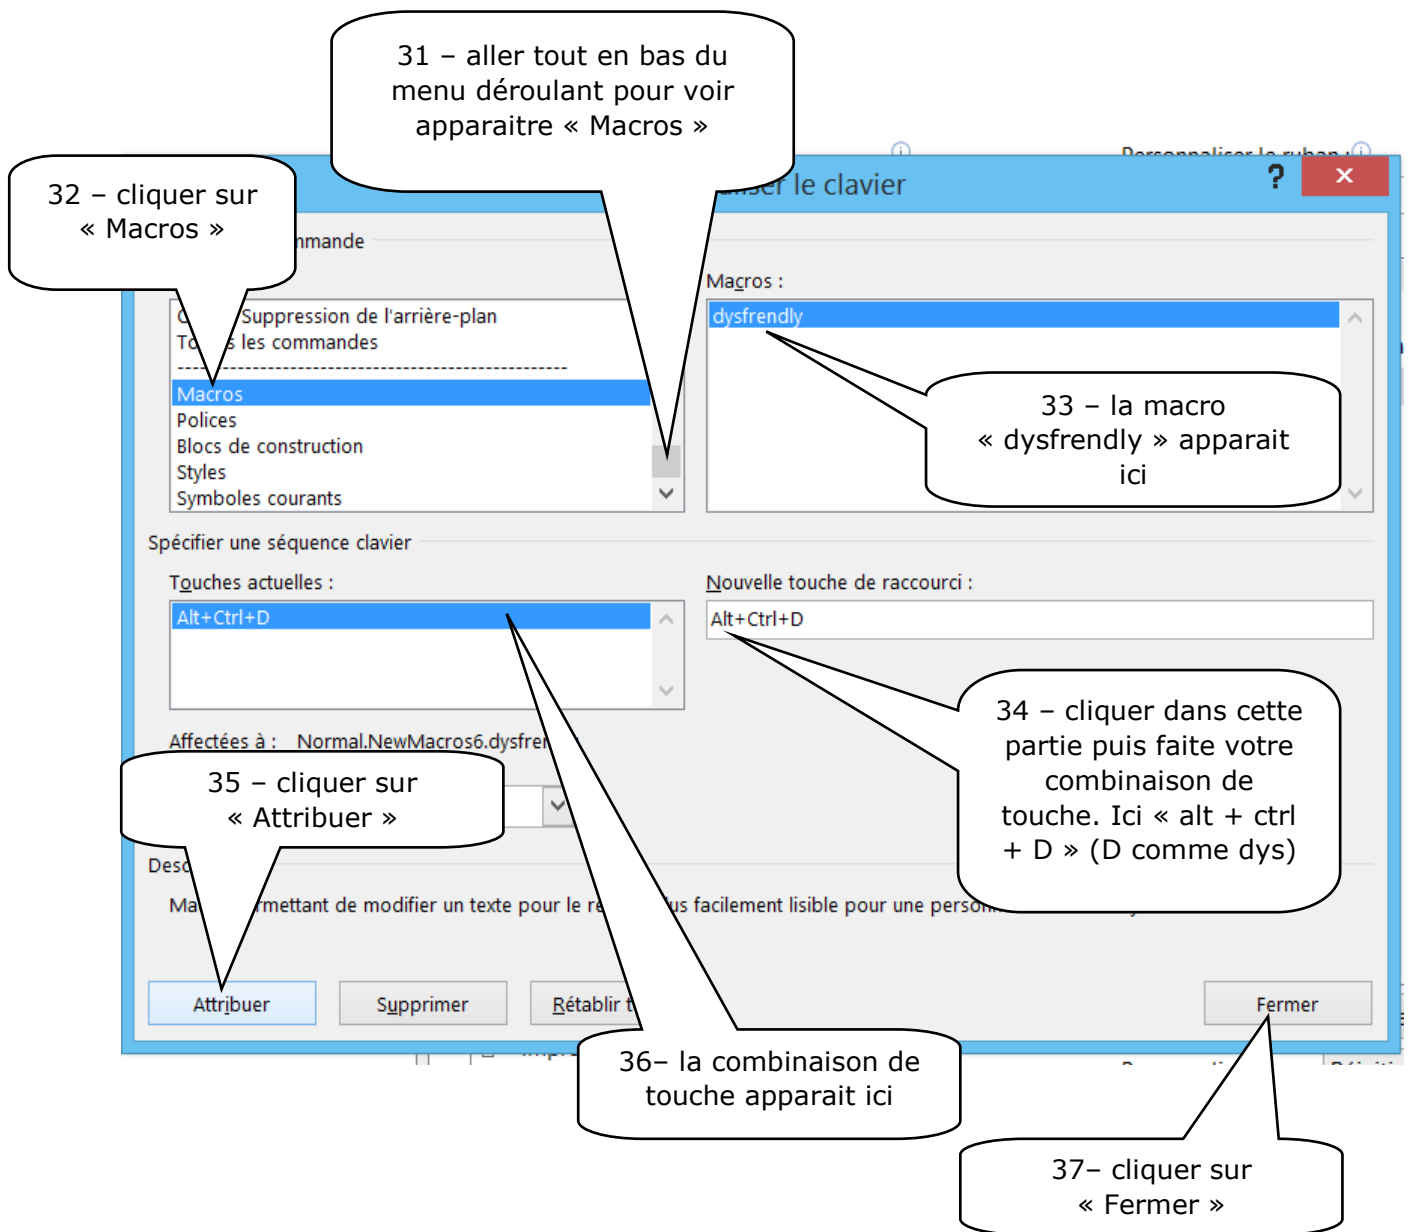 31 – aller tout en bas du
menu déroulant pour voir
apparaitre « Macros »
Personnaliser le ruban :
32 – cliquer sur
« Macros »
le clavier
?
Macros :
Suppression de l'arrière-plan
les commandes
Macros
Polices
Blocs de construction
Styles
Symboles courants
dysfrendly
33 – la macro
« dysfrendly » apparait
ici
Spécifier une séquence clavier
Touches actuelles :
Alt+Ctrl+D
Nouvelle touche de raccourci :
Alt+Ctrl+D
34 – cliquer dans cette
partie puis faite votre
combinaison de
touche. Ici « alt + ctrl
+ D » (D comme dys)
Affectées à : Normal.NewMacros6.dysfre
35 – cliquer sur
« Attribuer »
Desc
Ma rmettant de modifier un texte pour le re lus facilement lisible pour une person
Attribuer
Supprimer
Rétablir t
Fermer
36– la combinaison de
touche apparait ici
37– cliquer sur
« Fermer »